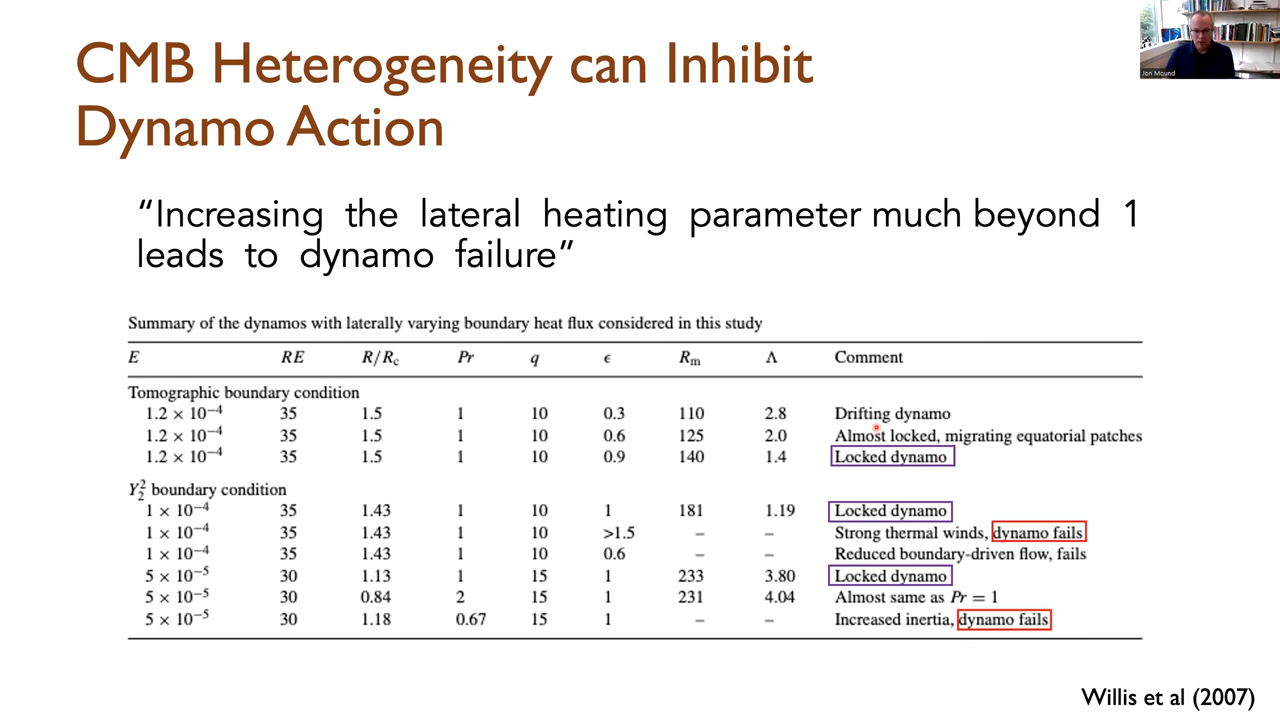 CMB Heterogeneity can Inhibit
Dynamo Action
Jon Mound
“Increasing the lateral heating parameter much beyond 1
leads to dynamo failure”
Summary of the dynamos with laterally varying boundary heat flux considered in this study
E RE R/Rc Pr q ϵ Rm Λ Comment
Tomographic boundary condition
1.2 × 10⁻⁴ 35 1.5 1 10 0.3 110 2.8 Drifting dynamo
1.2 × 10⁻⁴ 35 1.5 1 10 0.6 125 2.0 Almost locked, migrating equatorial patches
1.2 × 10⁻⁴ 35 1.5 1 10 0.9 140 1.4 Locked dynamo
Y₂² boundary condition
1 × 10⁻⁴ 35 1.43 1 10 1 181 1.19 Locked dynamo
1 × 10⁻⁴ 35 1.43 1 10 >1.5 – – Strong thermal winds, dynamo fails
1 × 10⁻⁴ 35 1.43 1 10 0.6 – – Reduced boundary-driven flow, fails
5 × 10⁻⁵ 30 1.13 1 15 1 233 3.80 Locked dynamo
5 × 10⁻⁵ 30 0.84 2 15 1 231 4.04 Almost same as Pr = 1
5 × 10⁻⁵ 30 1.18 0.67 15 1 – – Increased inertia, dynamo fails
Willis et al (2007)